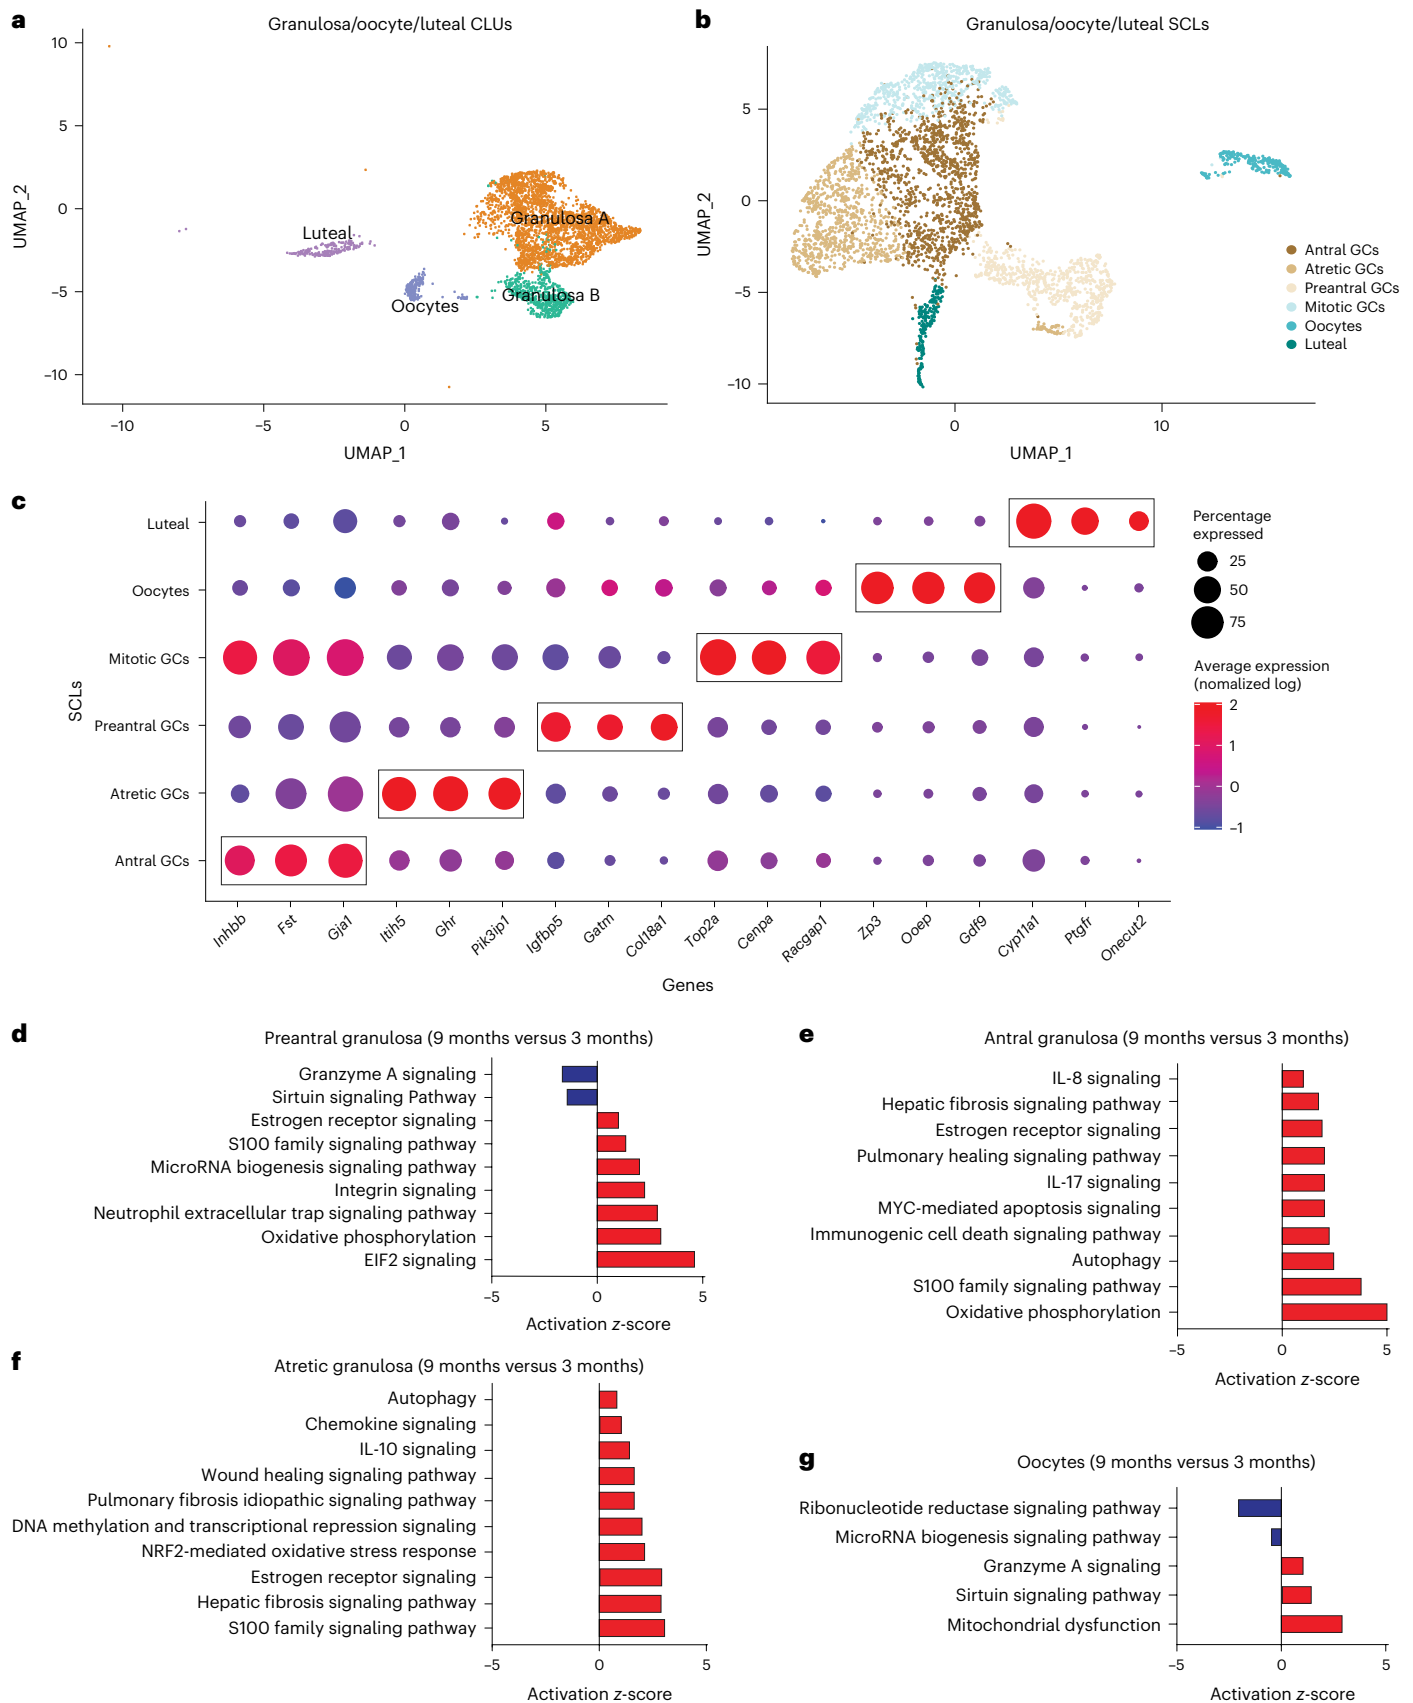 a
Granulosa/oocyte/luteal CLUs
10
5
0
−5
−10
UMAP_2
Luteal
Granulosa A
Oocytes
Granulosa B
−10
−5
0
5
UMAP_1
b
Granulosa/oocyte/luteal SCLs
5
0
−5
−10
UMAP_2
Antral GCs
Atretic GCs
Preantral GCs
Mitotic GCs
Oocytes
Luteal
0
10
UMAP_1
c
SCLs
Luteal
Oocytes
Mitotic GCs
Preantral GCs
Atretic GCs
Antral GCs
Inhbb
Fst
Gja1
Itih5
Ghr
Pik3ip1
Igfbp5
Gatm
Col18a1
Top2a
Cenpa
Racgap1
Zp3
Ooep
Gdf9
Cyp11a1
Ptgfr
Onecut2
Genes
Percentage
expressed
25
50
75
Average expression
(nomalized log)
2
1
0
−1
d
Preantral granulosa (9 months versus 3 months)
Granzyme A signaling
Sirtuin signaling Pathway
Estrogen receptor signaling
S100 family signaling pathway
MicroRNA biogenesis signaling pathway
Integrin signaling
Neutrophil extracellular trap signaling pathway
Oxidative phosphorylation
EIF2 signaling
−5
0
5
Activation z-score
e
Antral granulosa (9 months versus 3 months)
IL-8 signaling
Hepatic fibrosis signaling pathway
Estrogen receptor signaling
Pulmonary healing signaling pathway
IL-17 signaling
MYC-mediated apoptosis signaling
Immunogenic cell death signaling pathway
Autophagy
S100 family signaling pathway
Oxidative phosphorylation
−5
0
5
Activation z-score
f
Atretic granulosa (9 months versus 3 months)
Autophagy
Chemokine signaling
IL-10 signaling
Wound healing signaling pathway
Pulmonary fibrosis idiopathic signaling pathway
DNA methylation and transcriptional repression signaling
NRF2-mediated oxidative stress response
Estrogen receptor signaling
Hepatic fibrosis signaling pathway
S100 family signaling pathway
−5
0
5
Activation z-score
g
Oocytes (9 months versus 3 months)
Ribonucleotide reductase signaling pathway
MicroRNA biogenesis signaling pathway
Granzyme A signaling
Sirtuin signaling pathway
Mitochondrial dysfunction
−5
0
5
Activation z-score